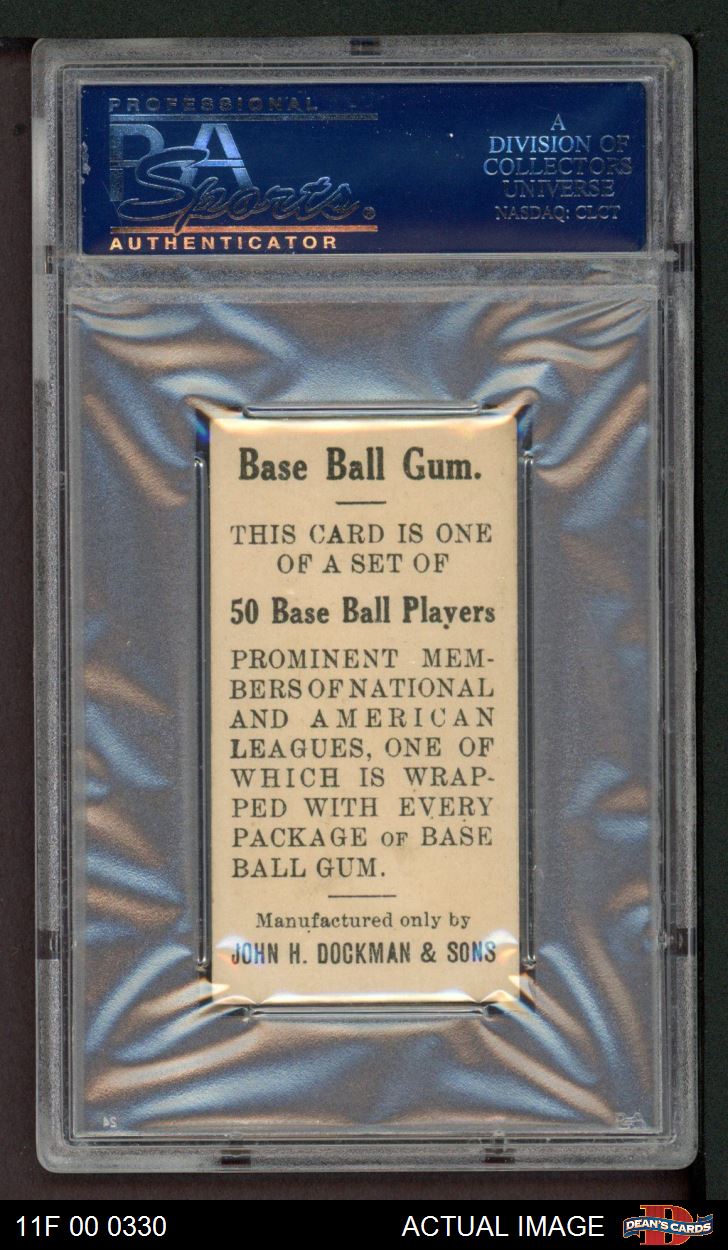 PROFESSIONAL
PSA
Sports®
AUTHENTICATOR
A
DIVISION OF
COLLECTORS
UNIVERSE
NASDAQ: CLCT
Base Ball Gum.
THIS CARD IS ONE
OF A SET OF
50 Base Ball Players
PROMINENT MEM-
BERS OF NATIONAL
AND AMERICAN
LEAGUES, ONE OF
WHICH IS WRAP-
PED WITH EVERY
PACKAGE OF BASE
BALL GUM.
Manufactured only by
JOHN H. DOCKMAN & SONS
24
PSA
11F 00 0330
ACTUAL IMAGE
DEAN'S CARDS